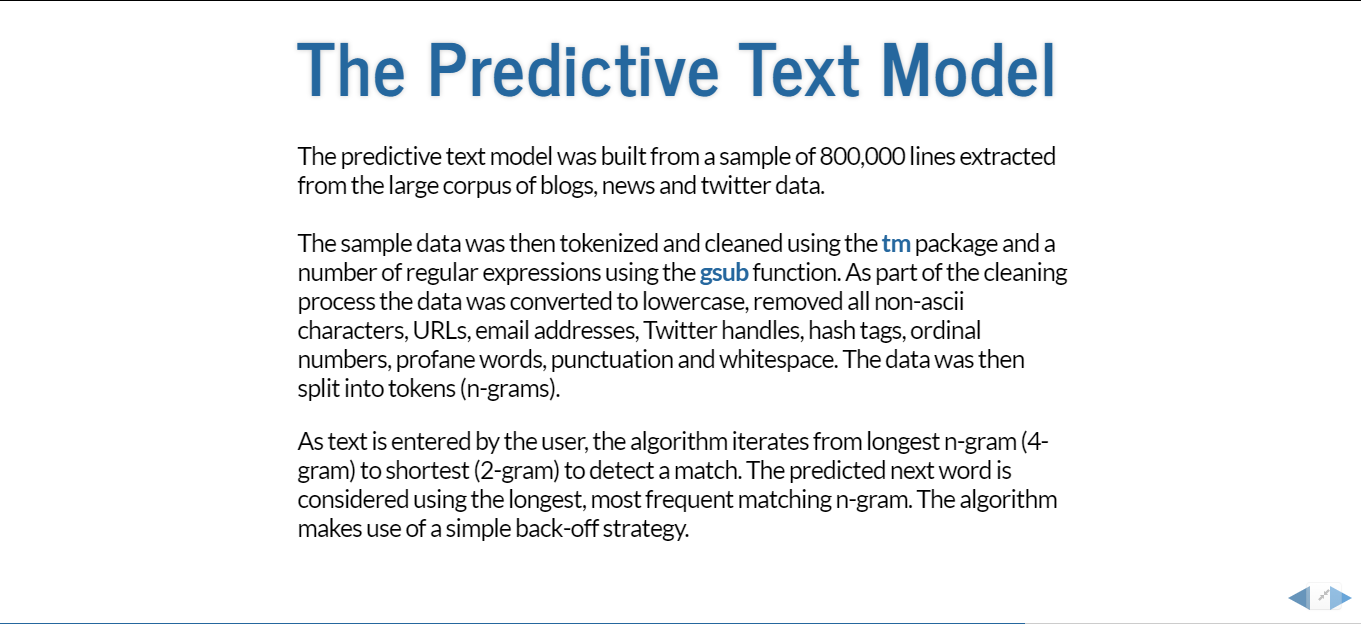 The Predictive Text Model
The predictive text model was built from a sample of 800,000 lines extracted
from the large corpus of blogs, news and twitter data.
The sample data was then tokenized and cleaned using the tm package and a
number of regular expressions using the gsub function. As part of the cleaning
process the data was converted to lowercase, removed all non-ascii
characters, URLs, email addresses, Twitter handles, hash tags, ordinal
numbers, profane words, punctuation and whitespace. The data was then
split into tokens (n-grams).
As text is entered by the user, the algorithm iterates from longest n-gram (4-
gram) to shortest (2-gram) to detect a match. The predicted next word is
considered using the longest, most frequent matching n-gram. The algorithm
makes use of a simple back-off strategy.